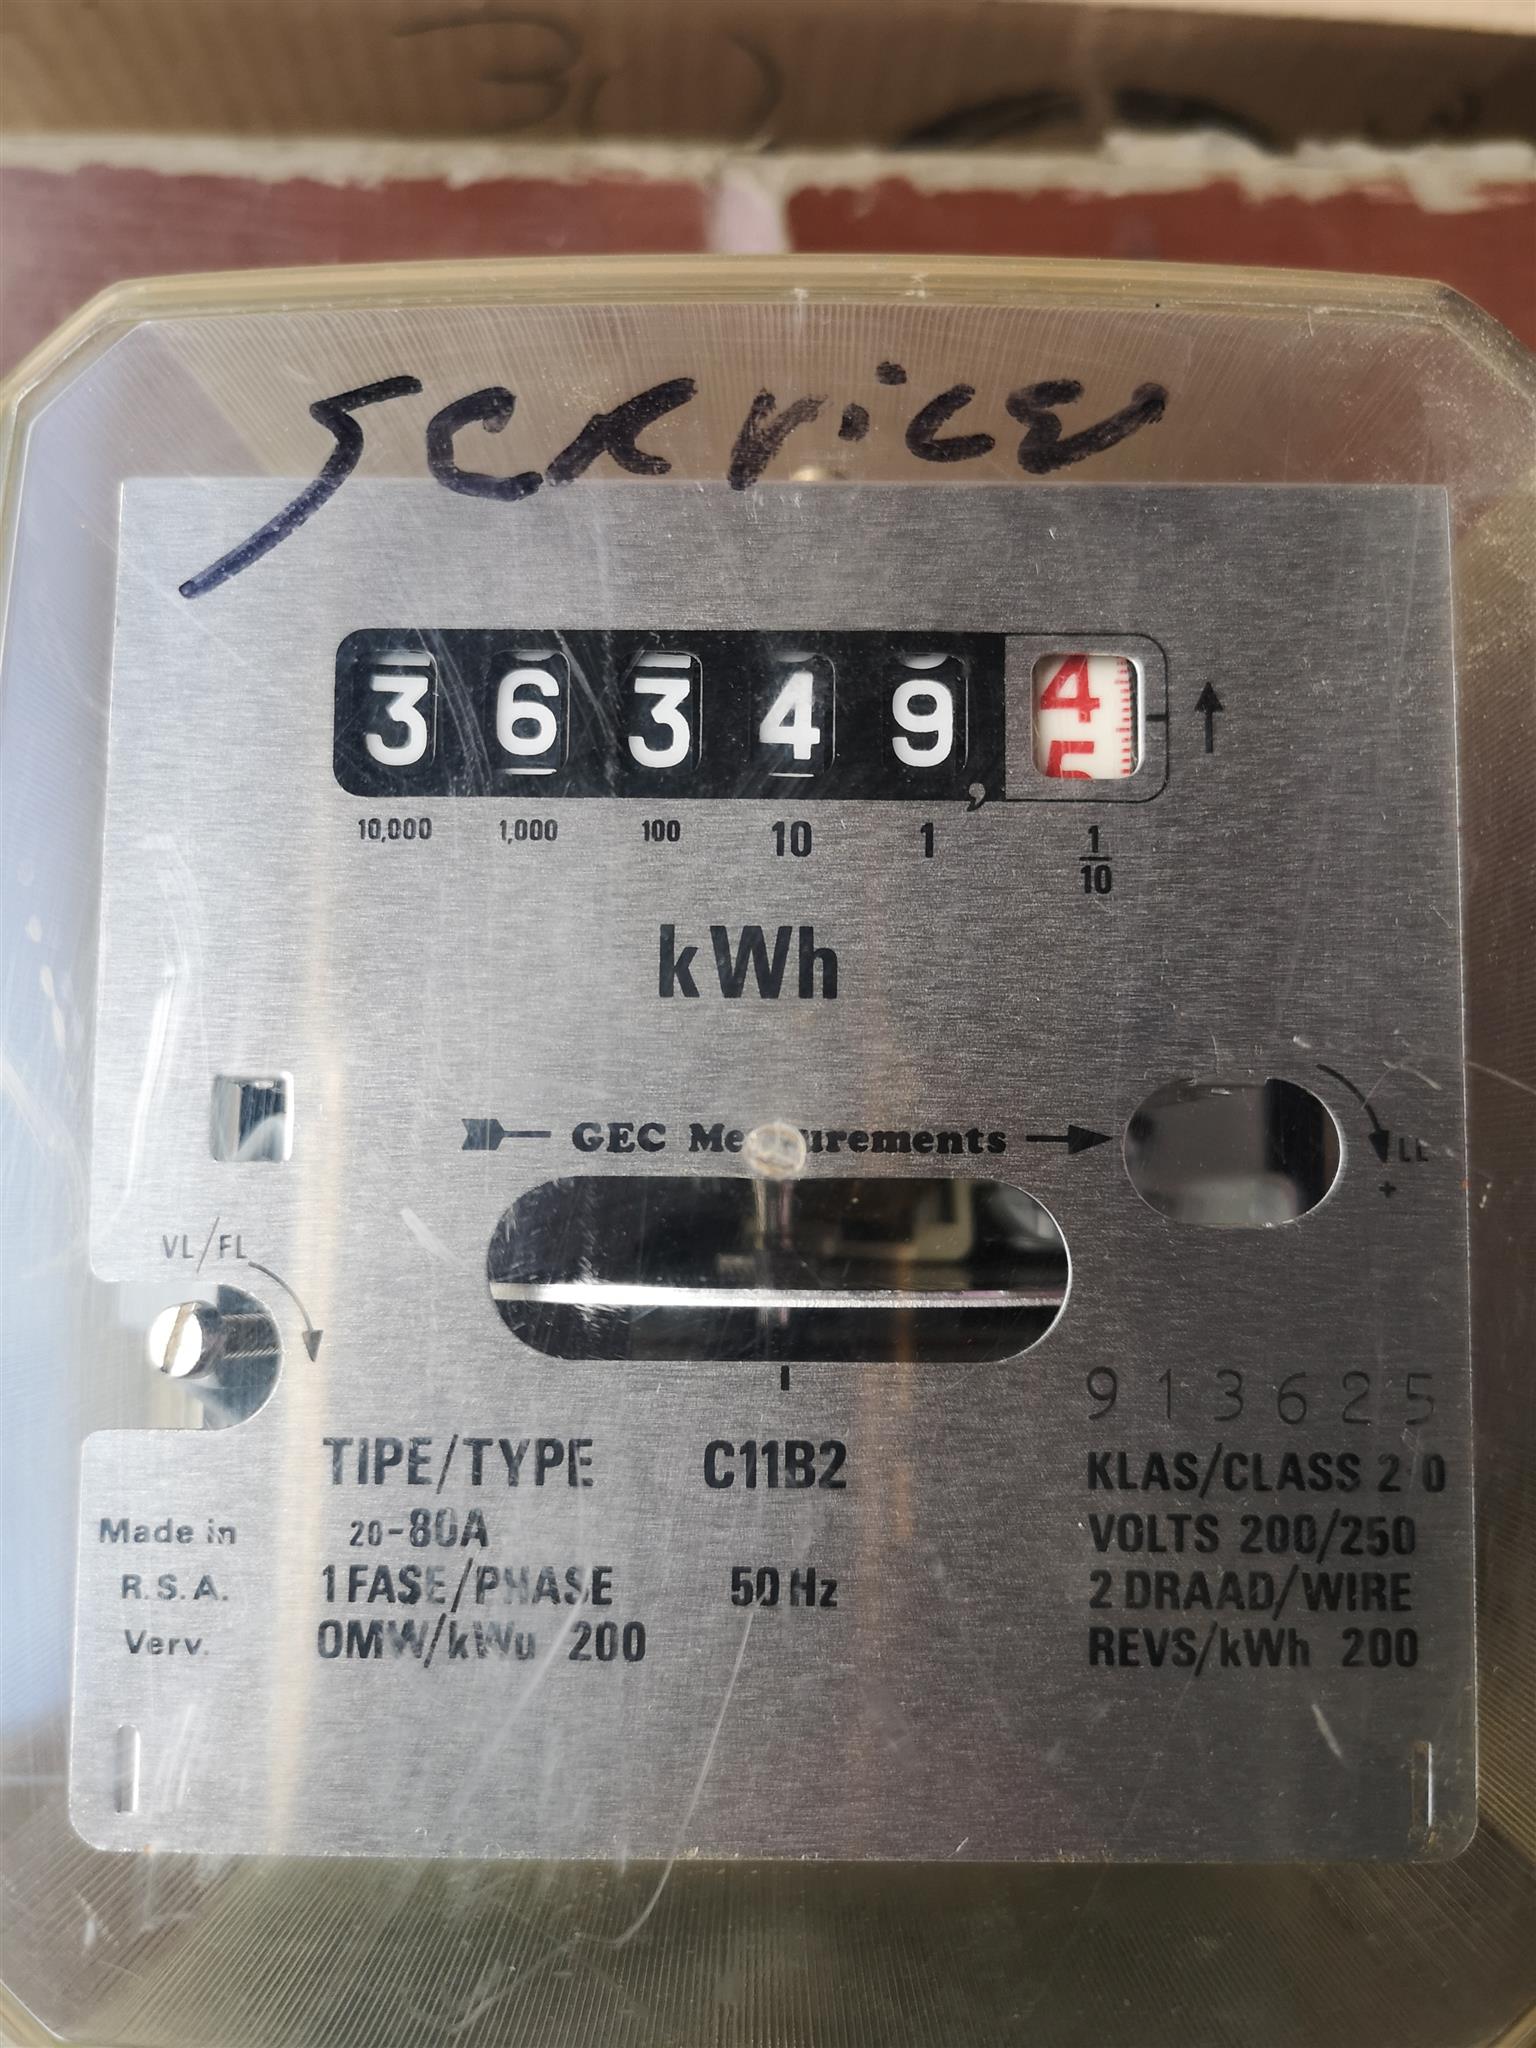 service
3 6 3 4 9 , 4
5
10,000 1,000 100 10 1 1/10
kWh
GEC Measurements
LL
+
VL/FL
913625
TIPE/TYPE C11B2 KLAS/CLASS 2.0
Made in 20-80A VOLTS 200/250
R.S.A. 1 FASE/PHASE 50 Hz 2 DRAAD/WIRE
Verv. OMW/kWu 200 REVS/kWh 200